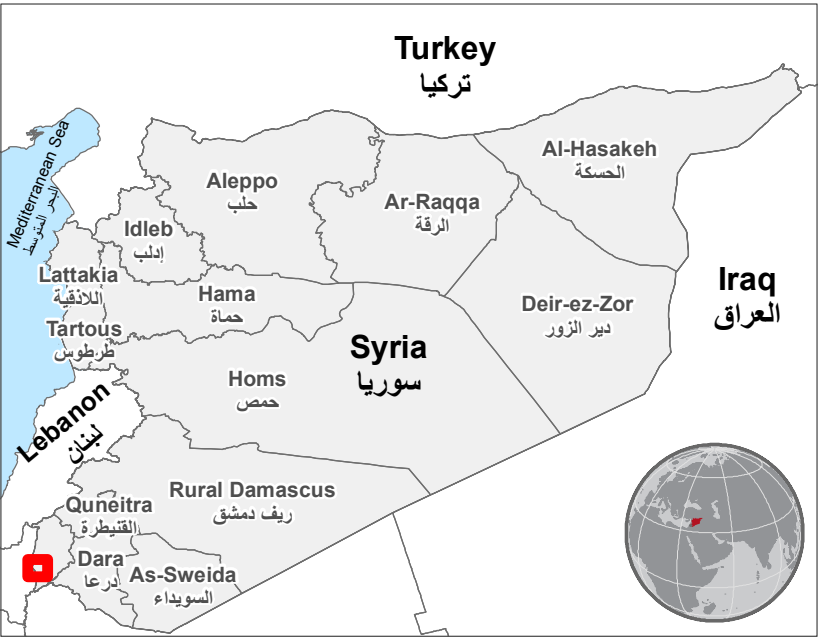 Turkey
تركيا
Mediterranean Sea
البحر المتوسط
Al-Hasakeh
الحسكة
Aleppo
حلب
Ar-Raqqa
الرقة
Idleb
إدلب
Lattakia
اللاذقية
Hama
حماة
Deir-ez-Zor
دير الزور
Iraq
العراق
Tartous
طرطوس
Syria
سوريا
Homs
حمص
Lebanon
لبنان
Rural Damascus
ريف دمشق
Quneitra
القنيطرة
Dara
درعا
As-Sweida
السويداء